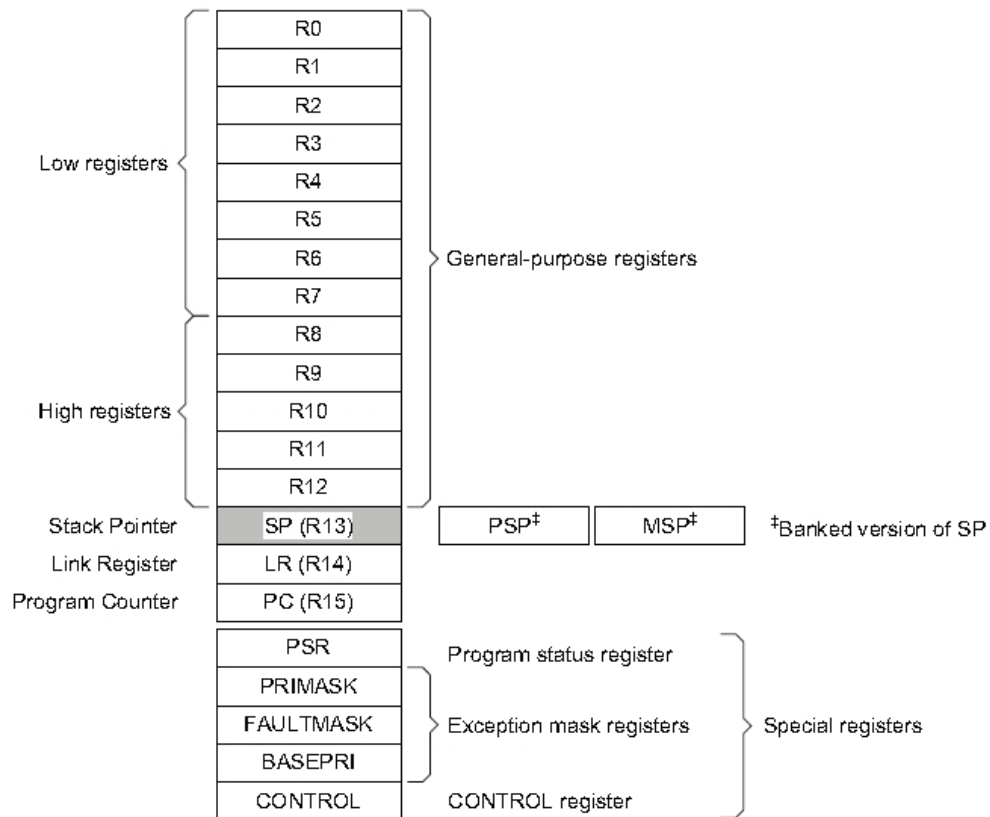 R0
R1
R2
R3
Low registers
R4
R5
R6
General-purpose registers
R7
R8
R9
High registers
R10
R11
R12
Stack Pointer
SP (R13)
PSP‡
MSP‡
‡Banked version of SP
Link Register
LR (R14)
Program Counter
PC (R15)
PSR
Program status register
PRIMASK
FAULTMASK
Exception mask registers
Special registers
BASEPRI
CONTROL
CONTROL register